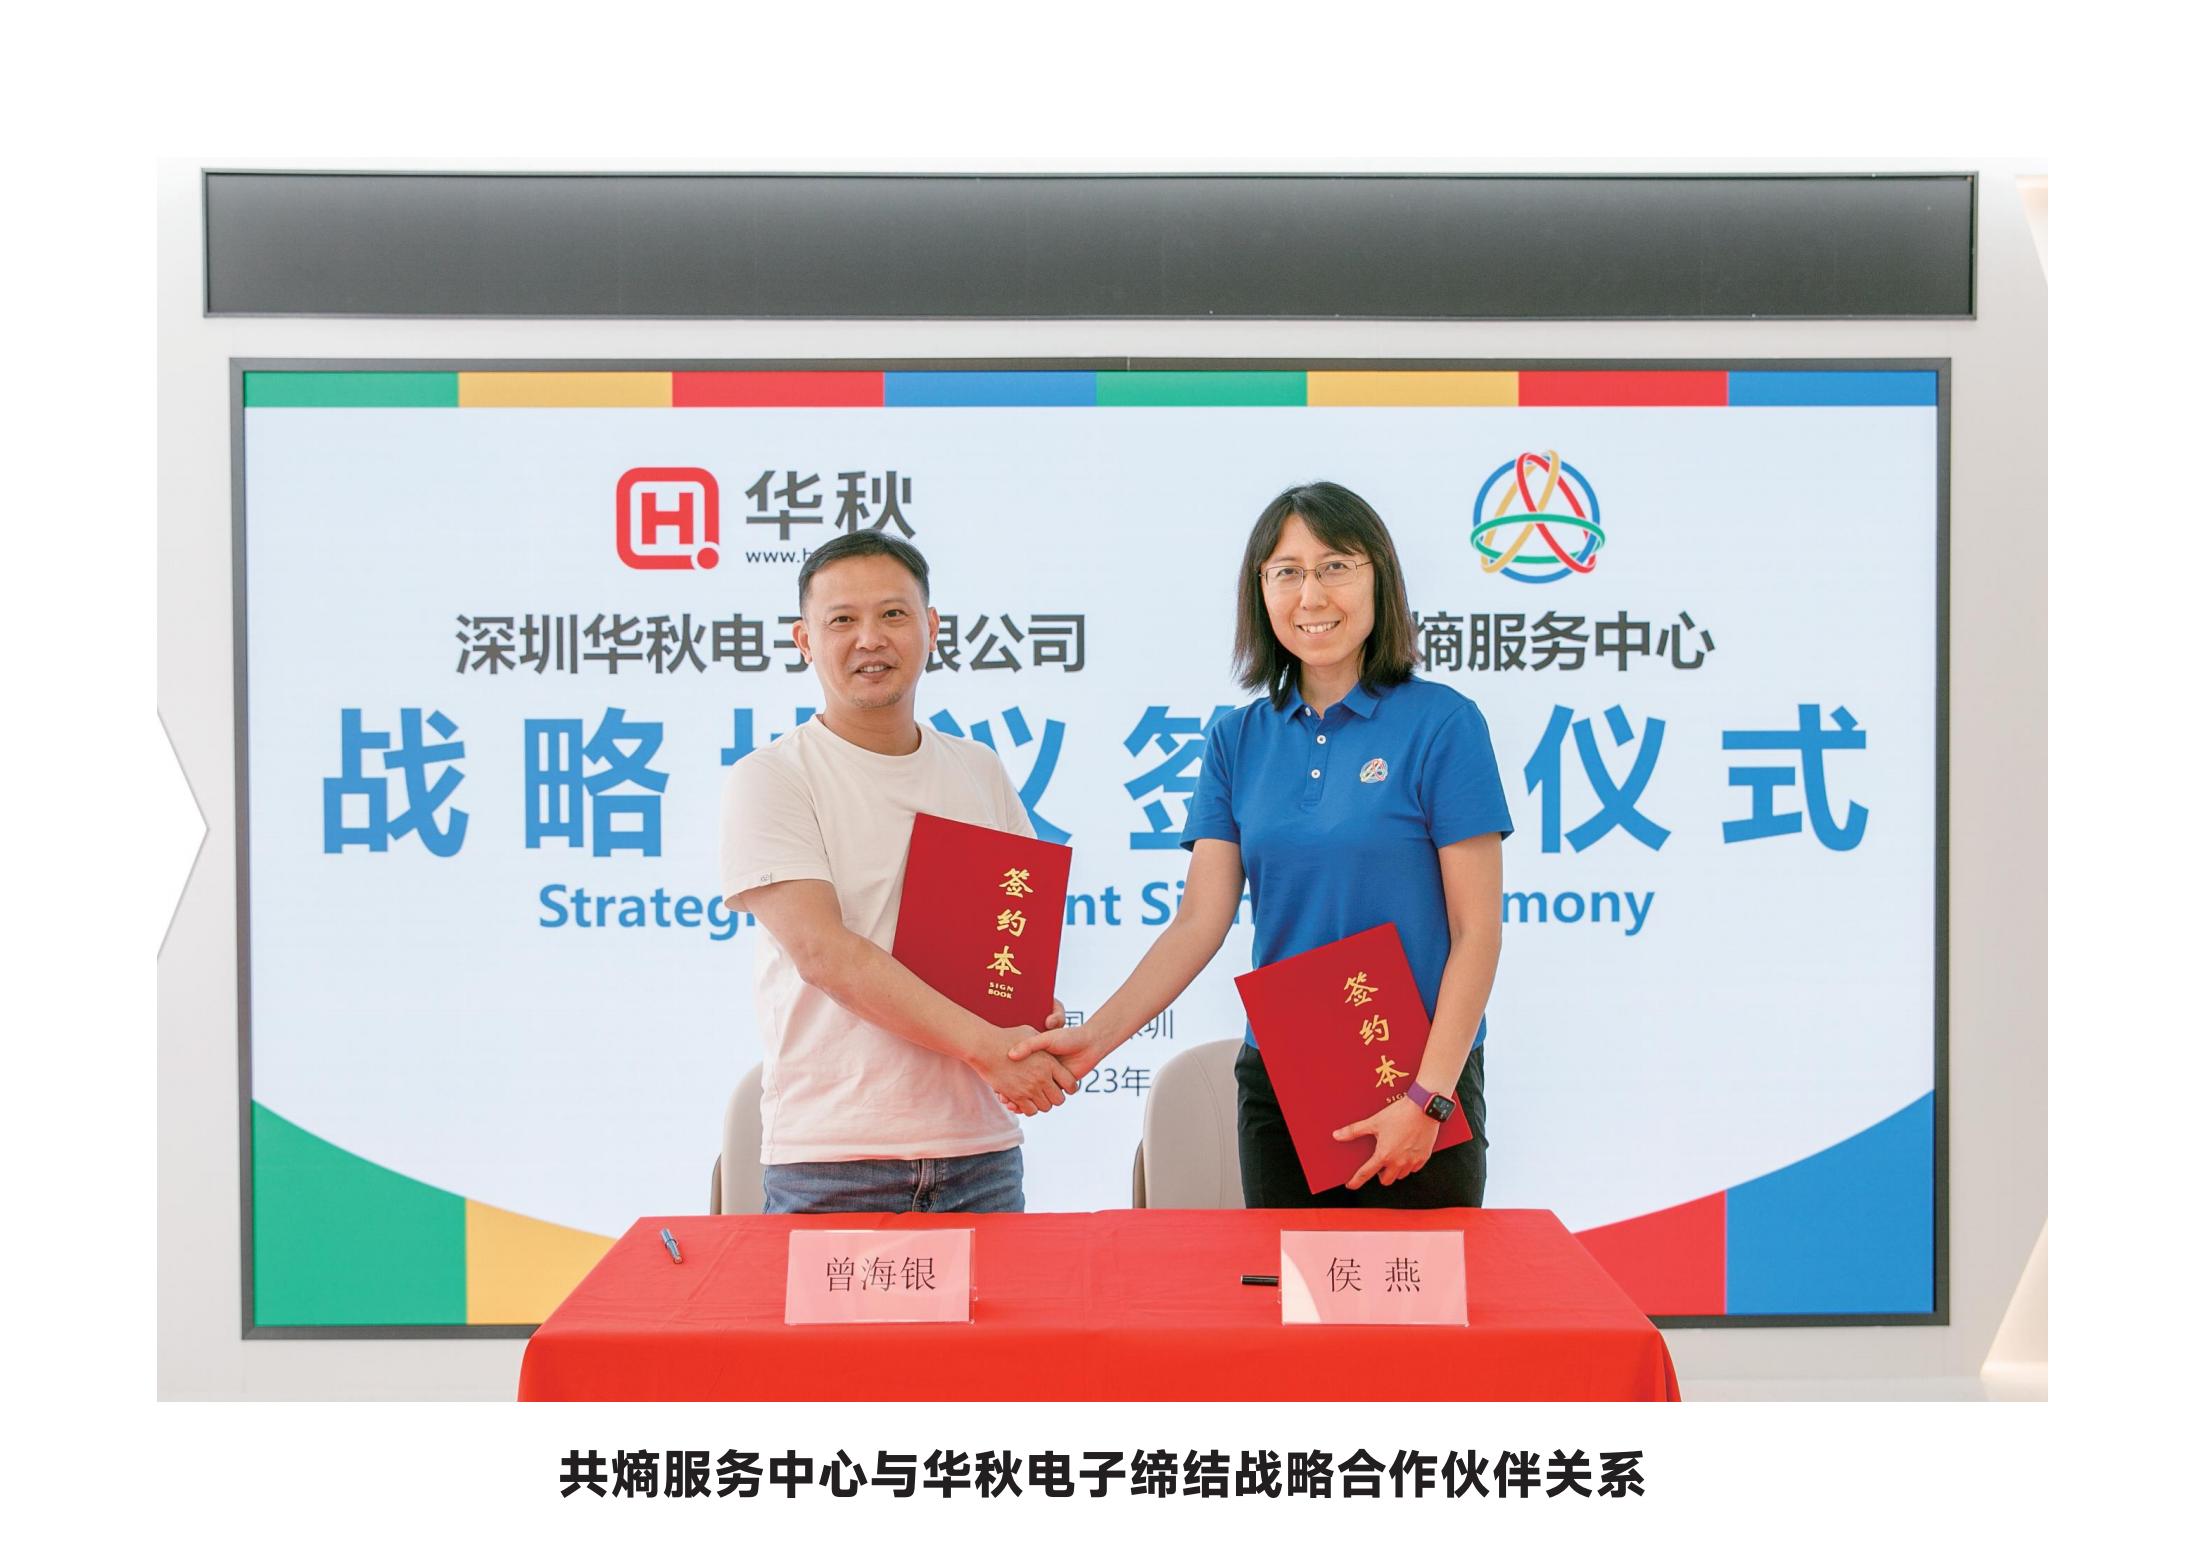 H
华秋
www.h
深圳华秋电子 限公司
熵服务中心
战略 议签 仪式
Strateg nt Si mony
圳
23年
签约本
SIGN
BOOK
签约本
SIG
曾海银
侯 燕
共熵服务中心与华秋电子缔结战略合作伙伴关系